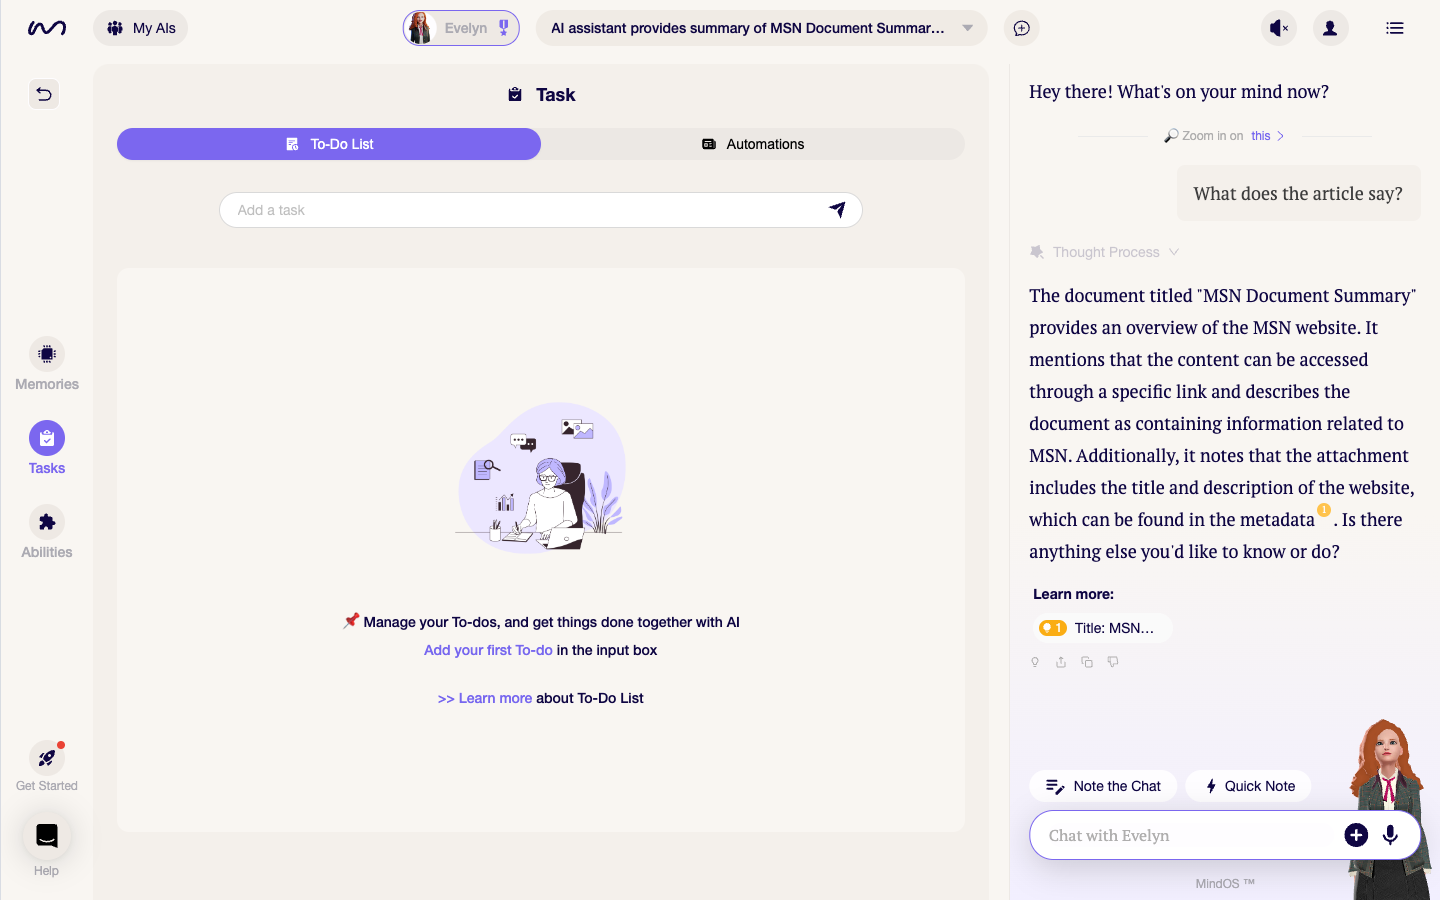 My AIs
Evelyn
AI assistant provides summary of MSN Document Summar...
Task
To-Do List
Automations
Add a task
Memories
Tasks
Abilities
📌 Manage your To-dos, and get things done together with AI
Add your first To-do in the input box
>> Learn more about To-Do List
Get Started
Help
Hey there! What's on your mind now?
🔎 Zoom in on this >
What does the article say?
Thought Process
The document titled "MSN Document Summary"
provides an overview of the MSN website. It
mentions that the content can be accessed
through a specific link and describes the
document as containing information related to
MSN. Additionally, it notes that the attachment
includes the title and description of the website,
which can be found in the metadata 1 . Is there
anything else you'd like to know or do?
Learn more:
1 Title: MSN...
Note the Chat
Quick Note
Chat with Evelyn
MindOS ™